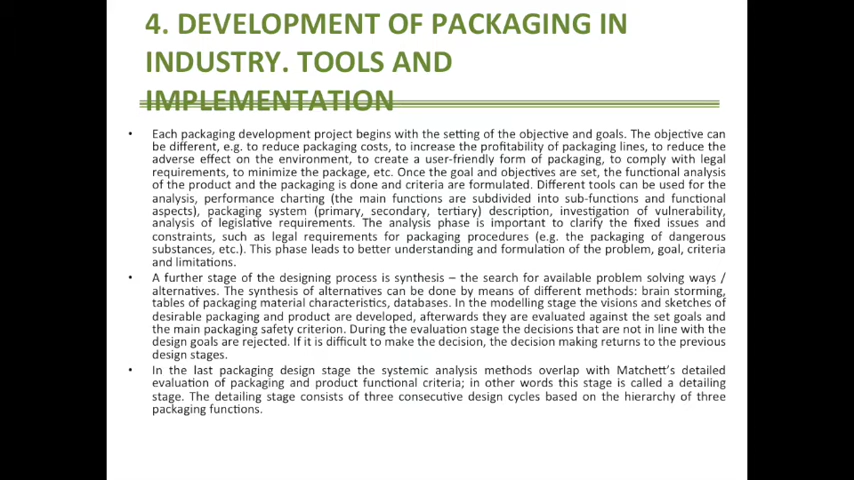 4. DEVELOPMENT OF PACKAGING IN
INDUSTRY. TOOLS AND
IMPLEMENTATION
• Each packaging development project begins with the setting of the objective and goals. The objective can
be different, e.g. to reduce packaging costs, to increase the profitability of packaging lines, to reduce the
adverse effect on the environment, to create a user-friendly form of packaging, to comply with legal
requirements, to minimize the package, etc. Once the goal and objectives are set, the functional analysis
of the product and the packaging is done and criteria are formulated. Different tools can be used for the
analysis, performance charting (the main functions are subdivided into sub-functions and functional
aspects), packaging system (primary, secondary, tertiary) description, investigation of vulnerability,
analysis of legislative requirements. The analysis phase is important to clarify the fixed issues and
constraints, such as legal requirements for packaging procedures (e.g. the packaging of dangerous
substances, etc.). This phase leads to better understanding and formulation of the problem, goal, criteria
and limitations.
• A further stage of the designing process is synthesis – the search for available problem solving ways /
alternatives. The synthesis of alternatives can be done by means of different methods: brain storming,
tables of packaging material characteristics, databases. In the modelling stage the visions and sketches of
desirable packaging and product are developed, afterwards they are evaluated against the set goals and
the main packaging safety criterion. During the evaluation stage the decisions that are not in line with the
design goals are rejected. If it is difficult to make the decision, the decision making returns to the previous
design stages.
• In the last packaging design stage the systemic analysis methods overlap with Matchett's detailed
evaluation of packaging and product functional criteria; in other words this stage is called a detailing
stage. The detailing stage consists of three consecutive design cycles based on the hierarchy of three
packaging functions.